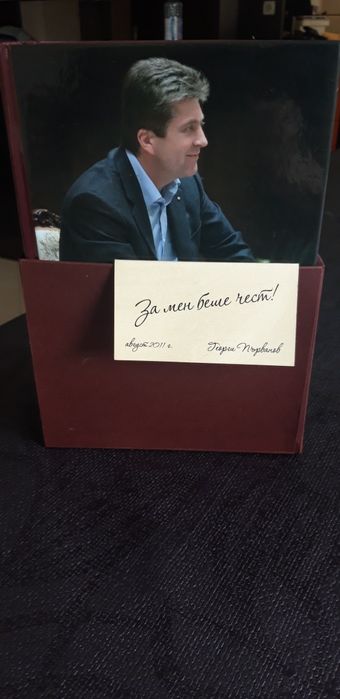 За мен беше чест!
август 2011 г.
Георги Първанов